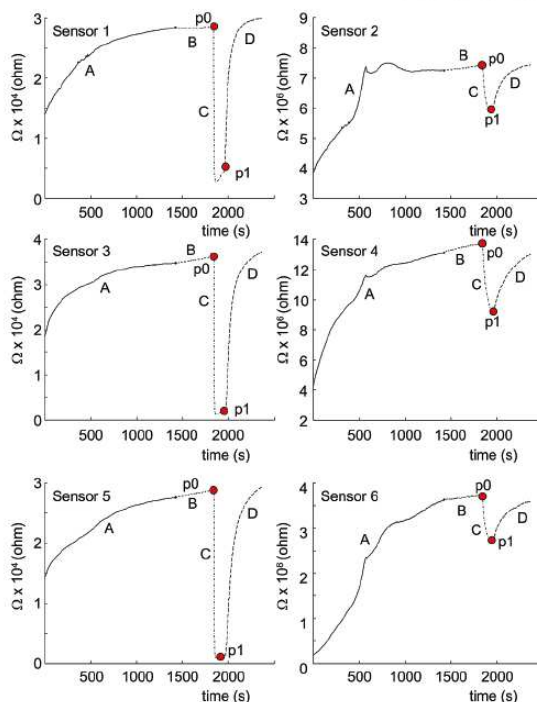 Sensor 1
Ω x 10⁴ (ohm)
3
2
1
0
A
B
p0
C
D
p1
500 1000 1500 2000
time (s)
Sensor 2
Ω x 10⁶ (ohm)
9
8
7
6
5
4
3
A
B
p0
C
D
p1
500 1000 1500 2000
time (s)
Sensor 3
Ω x 10⁴ (ohm)
4
3
2
1
0
A
B
p0
C
D
p1
500 1000 1500 2000
time (s)
Sensor 4
Ω x 10⁶ (ohm)
14
12
10
8
6
4
2
A
B
p0
C
D
p1
0 500 1000 1500 2000
time (s)
Sensor 5
Ω x 10⁴ (ohm)
3
2
1
0
A
B
p0
C
D
p1
0 500 1000 1500 2000
time (s)
Sensor 6
Ω x 10⁶ (ohm)
4
3
2
1
0
A
B
p0
C
D
p1
0 500 1000 1500 2000
time (s)